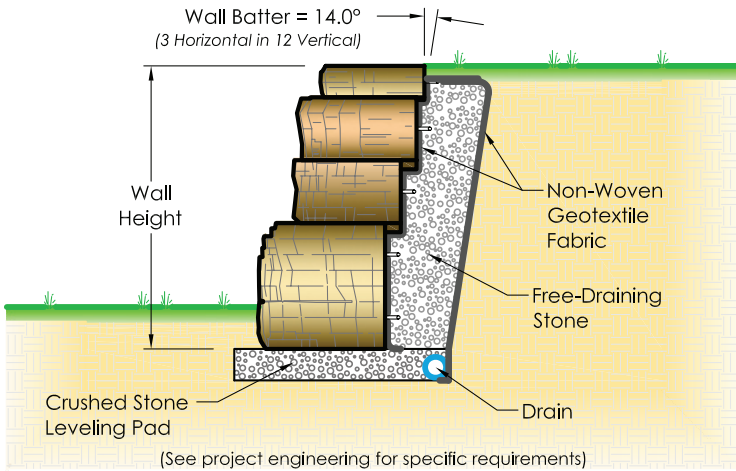 Wall Batter = 14.0°
(3 Horizontal in 12 Vertical)
Wall
Height
Non-Woven
Geotextile
Fabric
Free-Draining
Stone
Crushed Stone
Leveling Pad
Drain
(See project engineering for specific requirements)